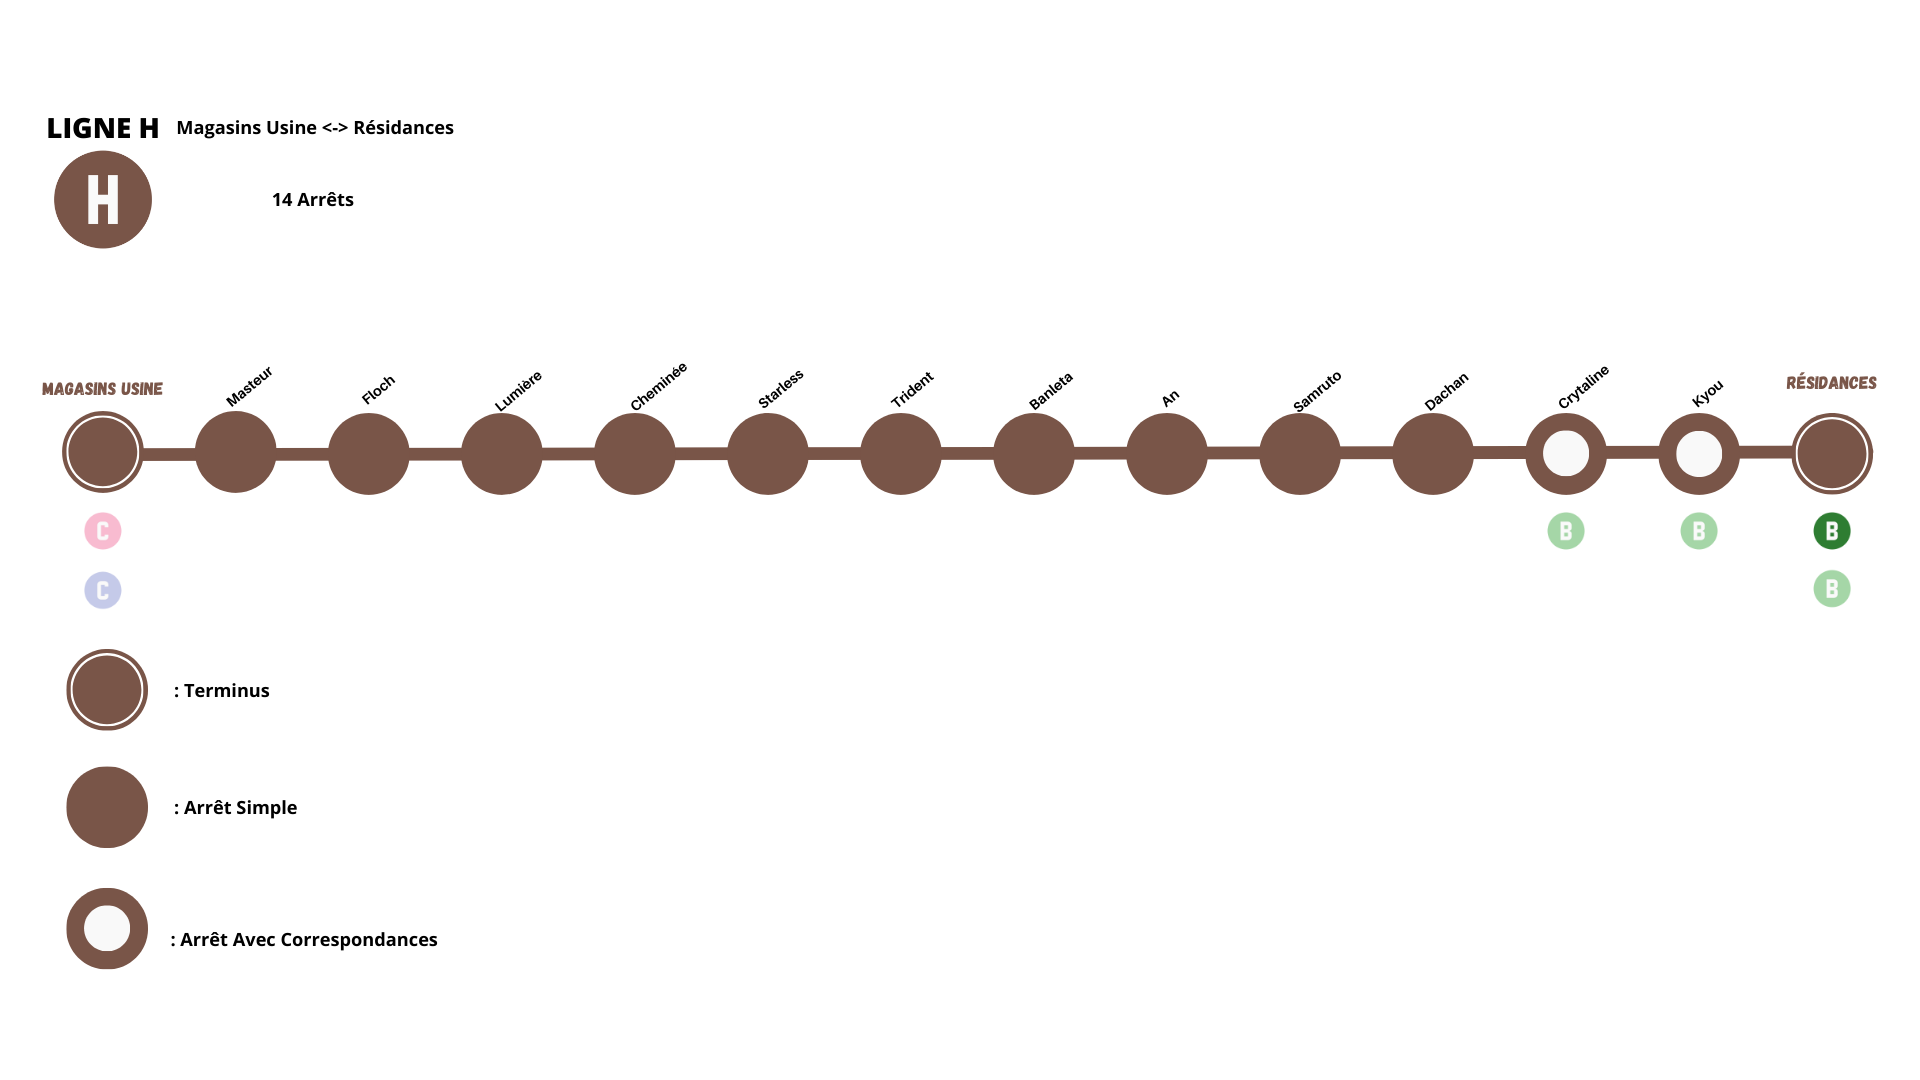 LIGNE H Magasins Usine <-> Résidances
H
14 Arrêts
MAGASINS USINE
Masteur
Floch
Lumière
Cheminée
Starless
Trident
Banleta
An
Samruto
Dachan
Crytaline
Kyou
RÉSIDANCES
C
B
B
B
C
B
: Terminus
: Arrêt Simple
: Arrêt Avec Correspondances